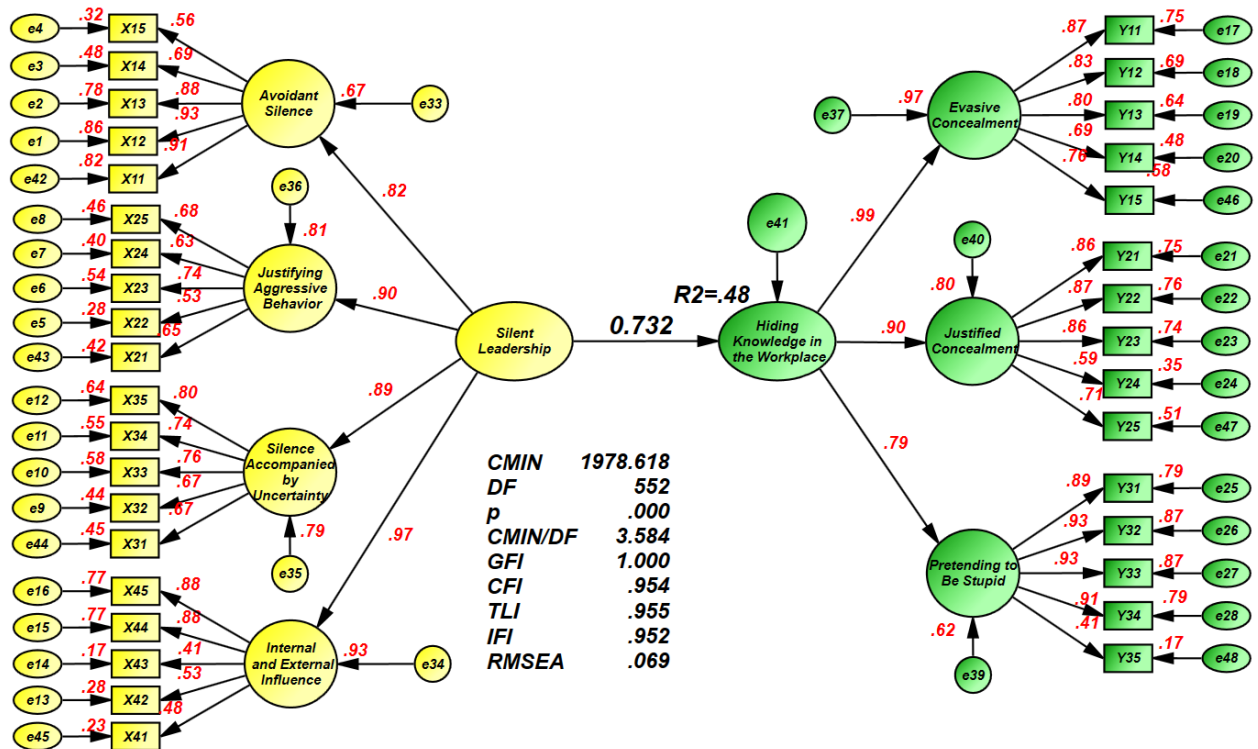 e4 .32 X15 .56
e3 .48 X14 .69
e2 .78 X13 .88
e1 .86 X12 .93
e42 .82 X11 .91
Avoidant
Silence
.67 e33
e36
.81
e8 .46 X25 .68
e7 .40 X24 .63
e6 .54 X23 .74
e5 .28 X22 .53
e43 .42 X21 .65
Justifying
Aggressive
Behavior
e12 .64 X35 .80
e11 .55 X34 .74
e10 .58 X33 .76
e9 .44 X32 .67
e44 .45 X31 .67
Silence
Accompanied
by
Uncertainty
.79
e35
e16 .77 X45 .88
e15 .77 X44 .88
e14 .17 X43 .41
e13 .28 X42 .53
e45 .23 X41 .48
Internal
and External
Influence
.93 e34
.82
.90
.89
.97
Silent
Leadership
0.732
R2=.48
e41
Hiding
Knowledge in
the Workplace
.99
.90
.79
CMIN 1978.618
DF 552
p .000
CMIN/DF 3.584
GFI 1.000
CFI .954
TLI .955
IFI .952
RMSEA .069
e37 .97
Evasive
Concealment
.87 Y11 .75 e17
.83 Y12 .69 e18
.80 Y13 .64 e19
.69 Y14 .48 e20
.76 Y15 .58 e46
e40
.80
Justified
Concealment
.86 Y21 .75 e21
.87 Y22 .76 e22
.86 Y23 .74 e23
.59 Y24 .35 e24
.71 Y25 .51 e47
Pretending to
Be Stupid
.62
e39
.89 Y31 .79 e25
.93 Y32 .87 e26
.93 Y33 .87 e27
.91 Y34 .79 e28
.41 Y35 .17 e48